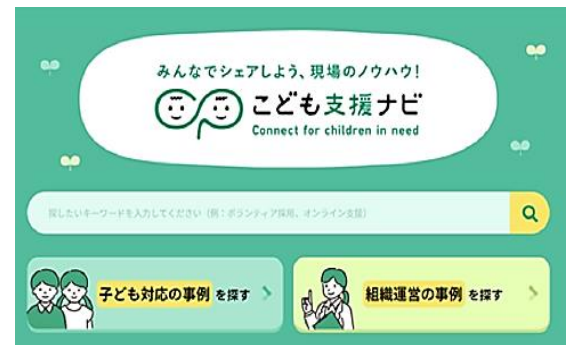 みんなでシェアしよう、現場のノウハウ！
こども支援ナビ
Connect for children in need
探したいキーワードを入力してください（例：ボランティア採用、オンライン支援）
子ども対応の事例 を探す
組織運営の事例 を探す